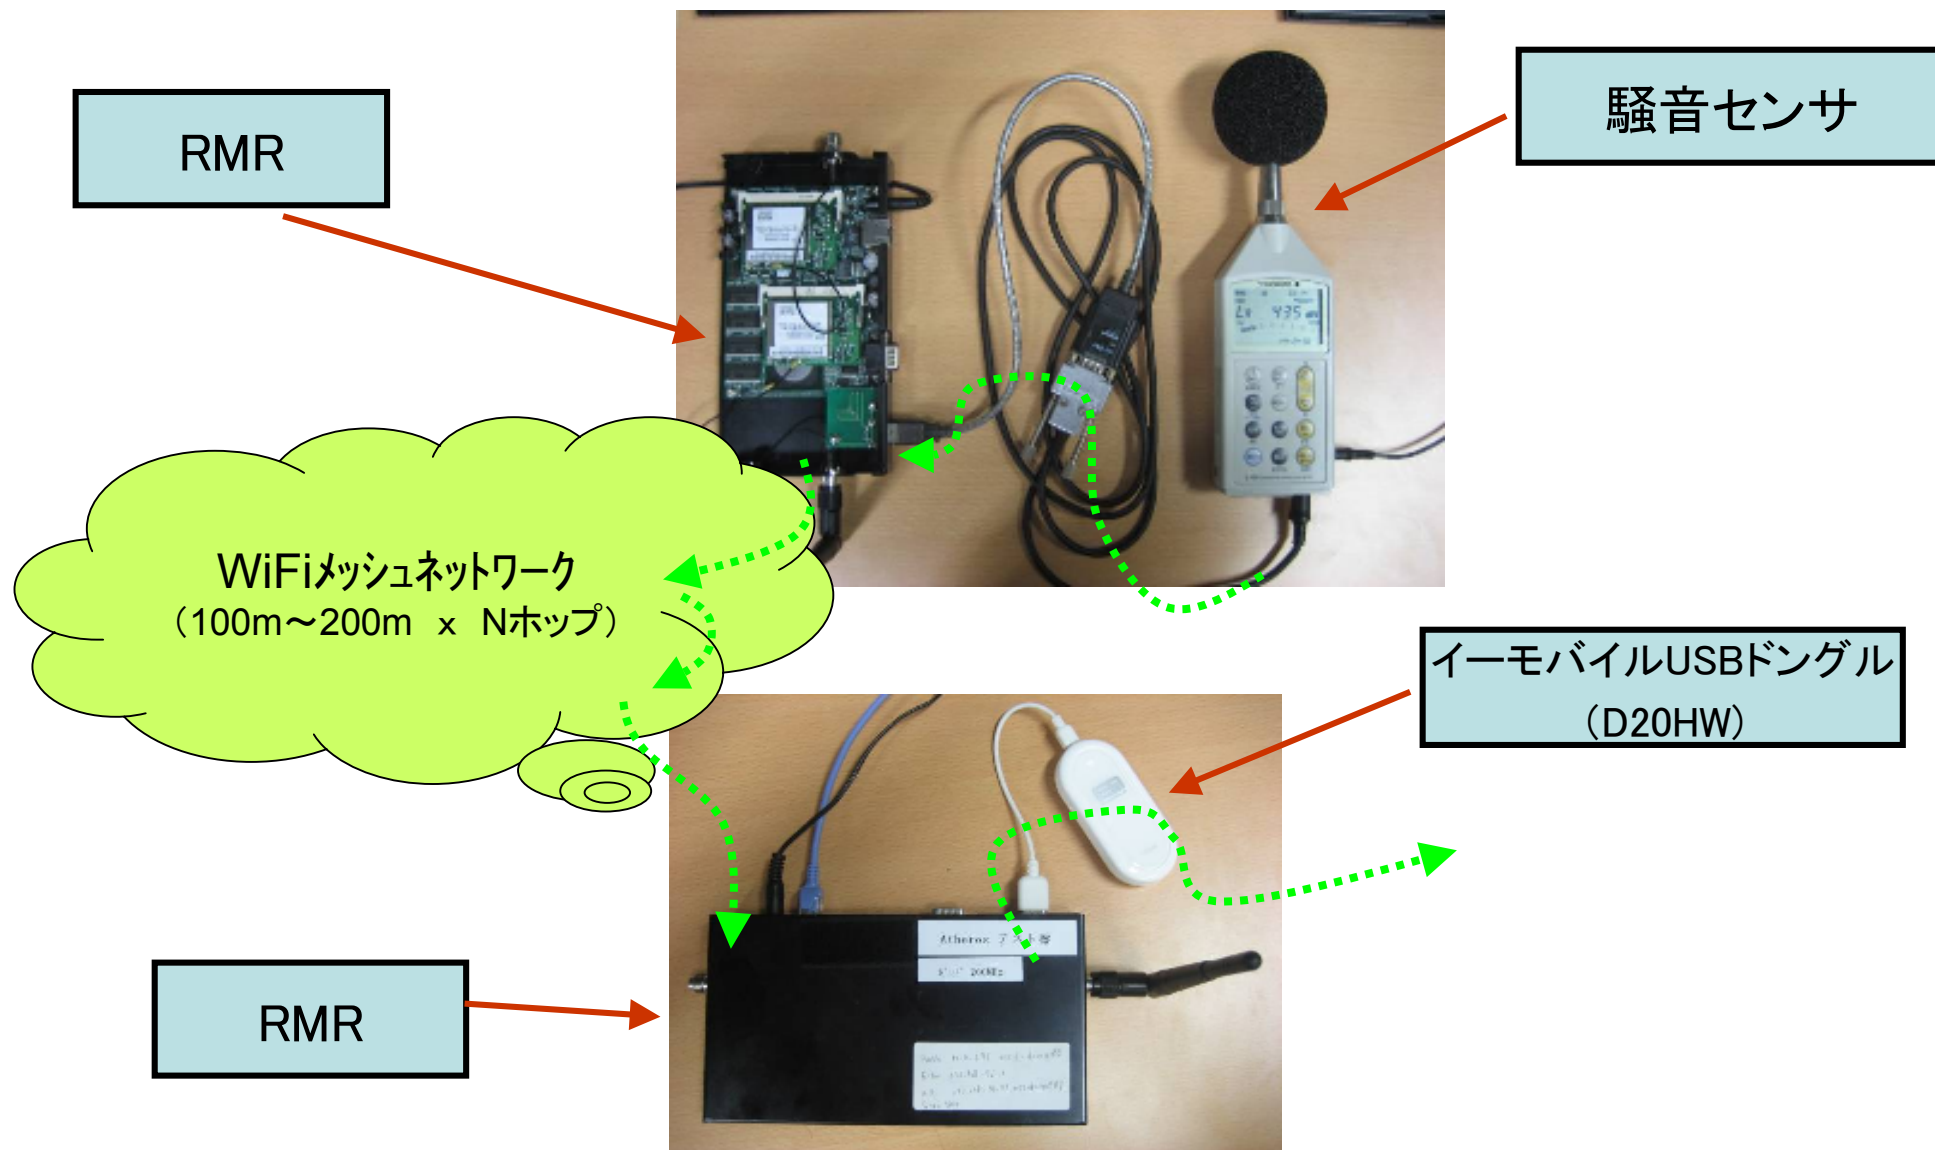 RMR
騒音センサ
WiFiメッシュネットワーク
（100m～200m x Nホップ）
イーモバイルUSBドングル
（D20HW）
Atheros テスト器
200MHz
RMR